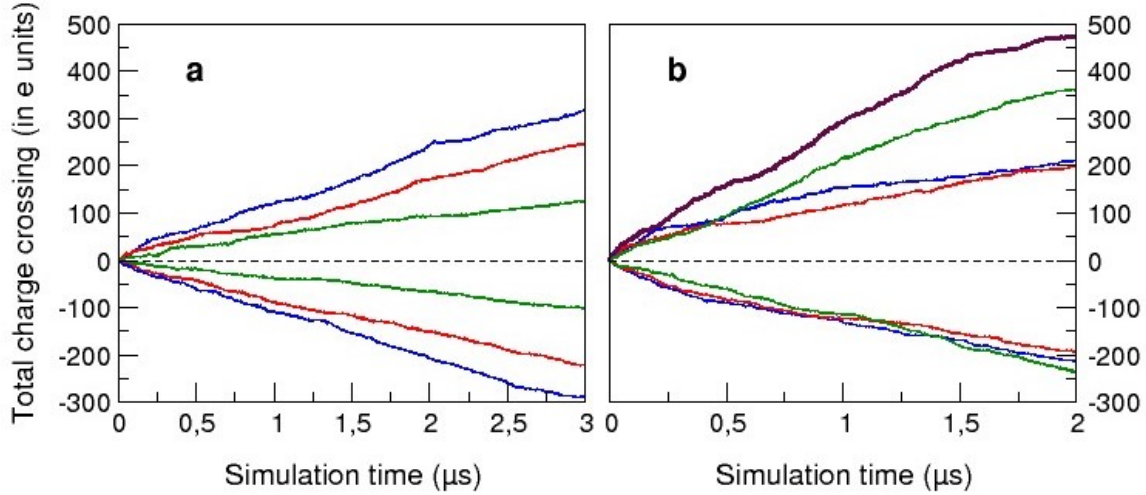 Total charge crossing (in e units)
500
400
300
200
100
0
-100
-200
-300
a
0 0,5 1 1,5 2 2,5 3
Simulation time (µs)
b
500
400
300
200
100
0
-100
-200
-300
0 0,5 1 1,5 2
Simulation time (µs)